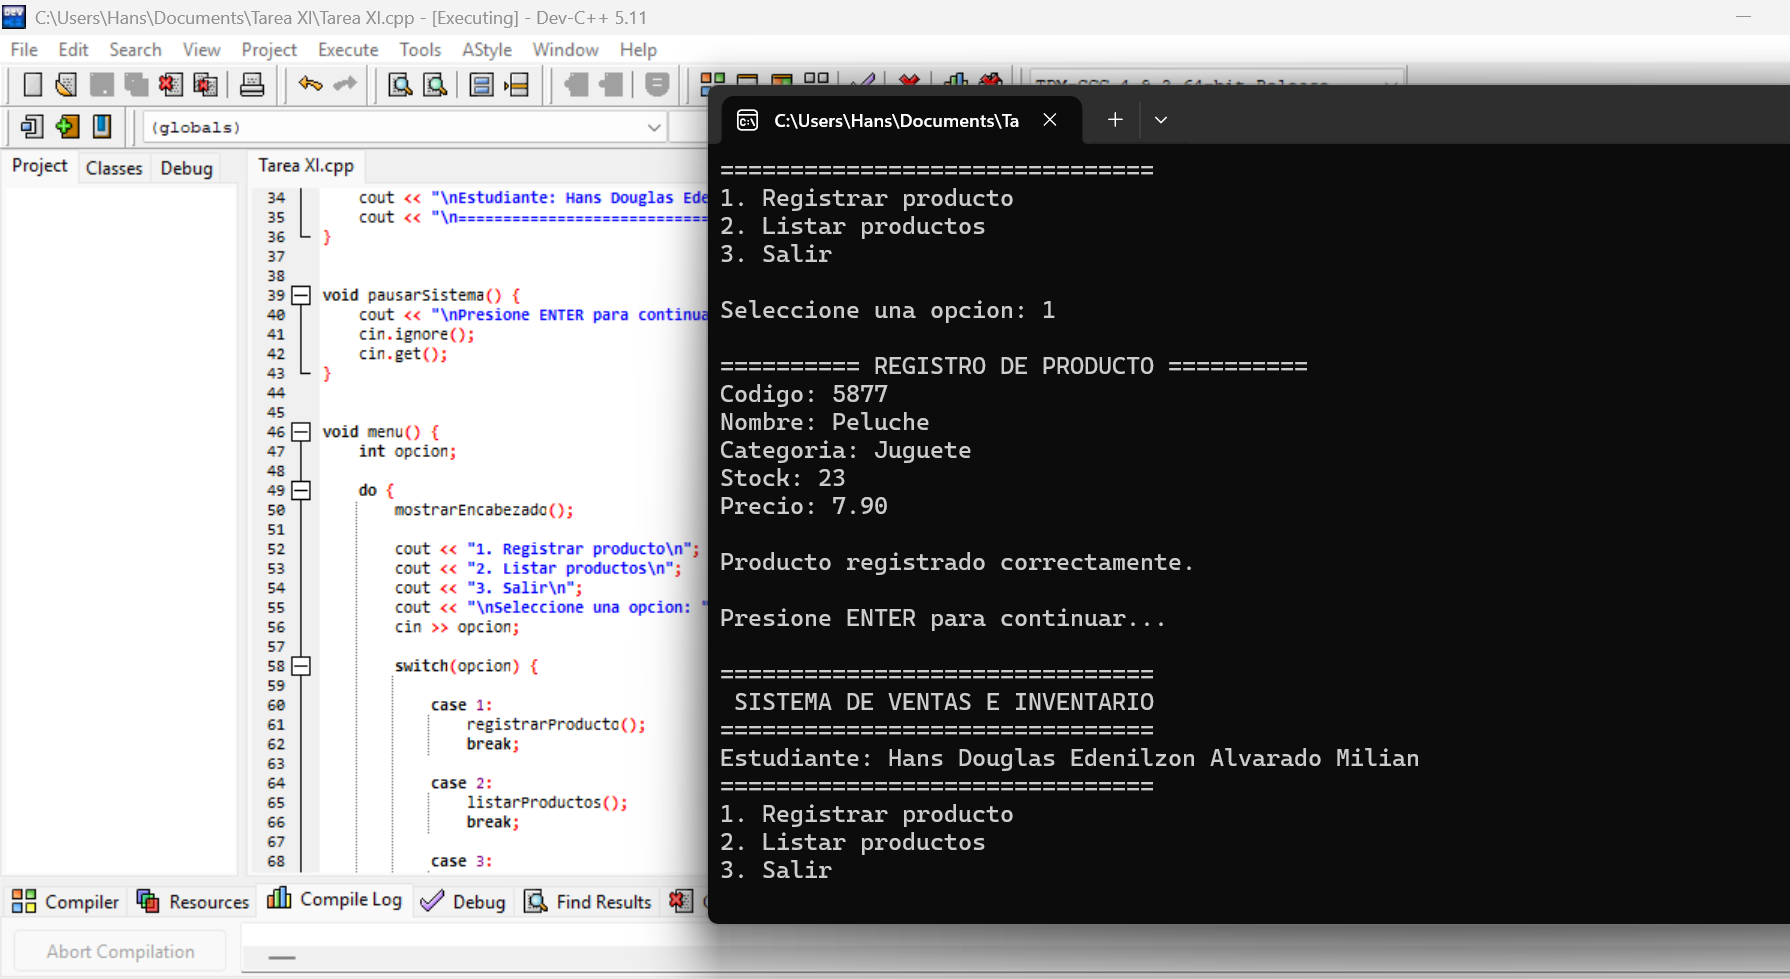 C:\Users\Hans\Documents\Tarea XI\Tarea XI.cpp - [Executing] - Dev-C++ 5.11
File Edit Search View Project Execute Tools AStyle Window Help
(globals)
Project Classes Debug
Tarea XI.cpp
34 cout << "\nEstudiante: Hans Douglas Ede
35 cout << "\n============================
36 }
37
38
39 void pausarSistema() {
40 cout << "\nPresione ENTER para continua
41 cin.ignore();
42 cin.get();
43 }
44
45
46 void menu() {
47 int opcion;
48
49 do {
50 mostrarEncabezado();
51
52 cout << "1. Registrar producto\n";
53 cout << "2. Listar productos\n";
54 cout << "3. Salir\n";
55 cout << "\nSeleccione una opcion: "
56 cin >> opcion;
57
58 switch(opcion) {
59
60 case 1:
61 registrarProducto();
62 break;
63
64 case 2:
65 listarProductos();
66 break;
67
68 case 3:
Compiler Resources Compile Log Debug Find Results
Abort Compilation
C:\Users\Hans\Documents\Ta
===============================
1. Registrar producto
2. Listar productos
3. Salir
Seleccione una opcion: 1
========== REGISTRO DE PRODUCTO ==========
Codigo: 5877
Nombre: Peluche
Categoria: Juguete
Stock: 23
Precio: 7.90
Producto registrado correctamente.
Presione ENTER para continuar...
===============================
SISTEMA DE VENTAS E INVENTARIO
===============================
Estudiante: Hans Douglas Edenilzon Alvarado Milian
===============================
1. Registrar producto
2. Listar productos
3. Salir